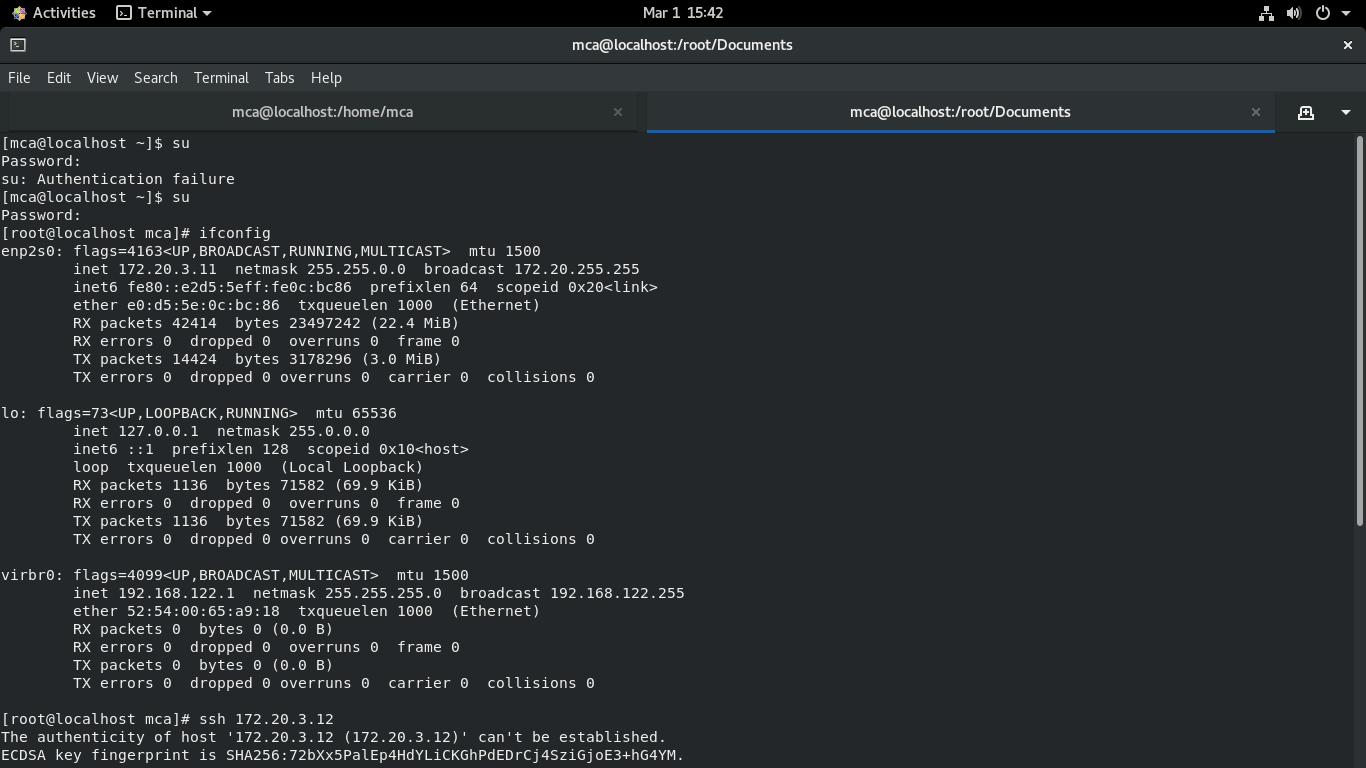 Activities Terminal Mar 1 15:42
mca@localhost:/root/Documents ×
File Edit View Search Terminal Tabs Help
mca@localhost:/home/mca × mca@localhost:/root/Documents ×
[mca@localhost ~]$ su
Password:
su: Authentication failure
[mca@localhost ~]$ su
Password:
[root@localhost mca]# ifconfig
enp2s0: flags=4163<UP,BROADCAST,RUNNING,MULTICAST>  mtu 1500
        inet 172.20.3.11  netmask 255.255.0.0  broadcast 172.20.255.255
        inet6 fe80::e2d5:5eff:fe0c:bc86  prefixlen 64  scopeid 0x20<link>
        ether e0:d5:5e:0c:bc:86  txqueuelen 1000  (Ethernet)
        RX packets 42414  bytes 23497242 (22.4 MiB)
        RX errors 0  dropped 0  overruns 0  frame 0
        TX packets 14424  bytes 3178296 (3.0 MiB)
        TX errors 0  dropped 0 overruns 0  carrier 0  collisions 0
lo: flags=73<UP,LOOPBACK,RUNNING>  mtu 65536
        inet 127.0.0.1  netmask 255.0.0.0
        inet6 ::1  prefixlen 128  scopeid 0x10<host>
        loop  txqueuelen 1000  (Local Loopback)
        RX packets 1136  bytes 71582 (69.9 KiB)
        RX errors 0  dropped 0  overruns 0  frame 0
        TX packets 1136  bytes 71582 (69.9 KiB)
        TX errors 0  dropped 0 overruns 0  carrier 0  collisions 0
virbr0: flags=4099<UP,BROADCAST,MULTICAST>  mtu 1500
        inet 192.168.122.1  netmask 255.255.255.0  broadcast 192.168.122.255
        ether 52:54:00:65:a9:18  txqueuelen 1000  (Ethernet)
        RX packets 0  bytes 0 (0.0 B)
        RX errors 0  dropped 0  overruns 0  frame 0
        TX packets 0  bytes 0 (0.0 B)
        TX errors 0  dropped 0 overruns 0  carrier 0  collisions 0
[root@localhost mca]# ssh 172.20.3.12
The authenticity of host '172.20.3.12 (172.20.3.12)' can't be established.
ECDSA key fingerprint is SHA256:72bXx5PalEp4HdYLiCKGhPdEDrCj4SziGjoE3+hG4YM.